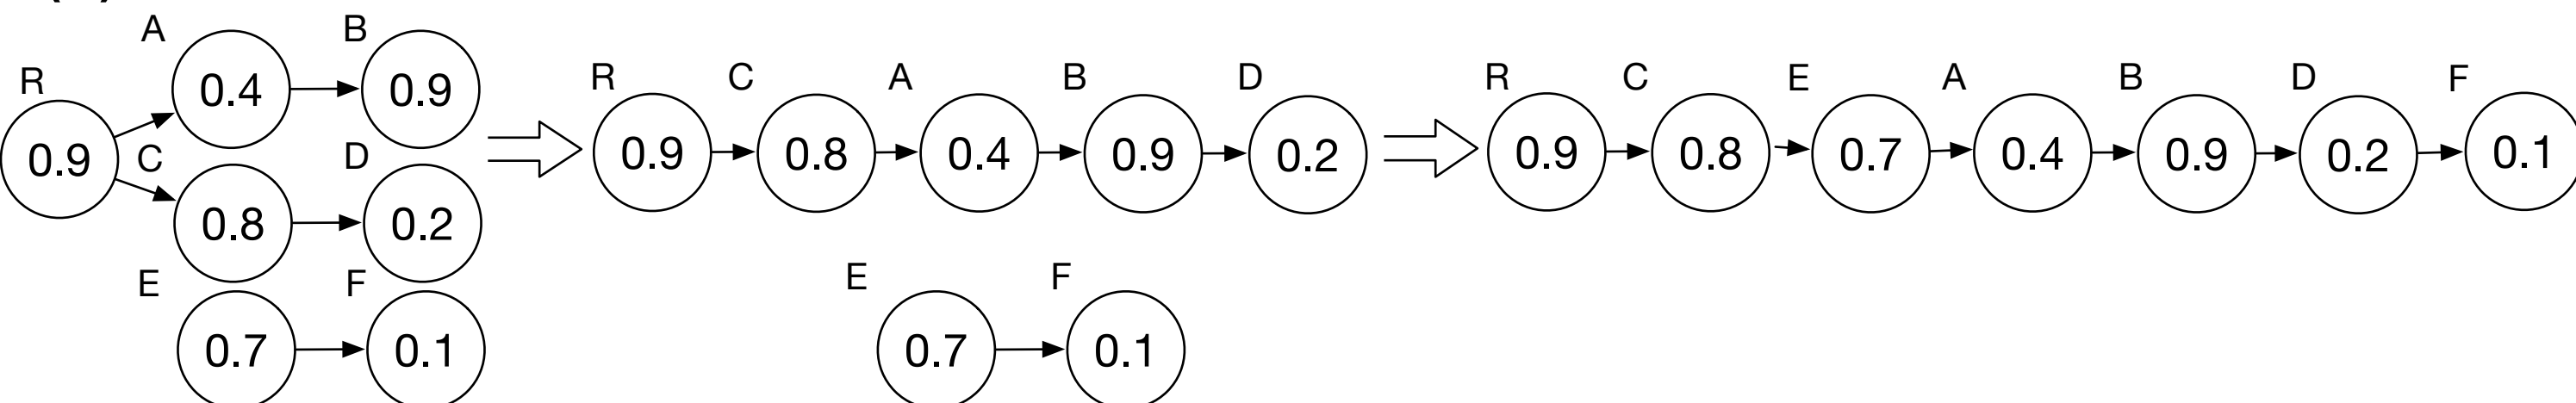 A B
R 0.4 0.9
0.9 C D
0.8 0.2
E F
0.7 0.1
R C A B D
0.9 0.8 0.4 0.9 0.2
E F
0.7 0.1
R C E A B D F
0.9 0.8 0.7 0.4 0.9 0.2 0.1